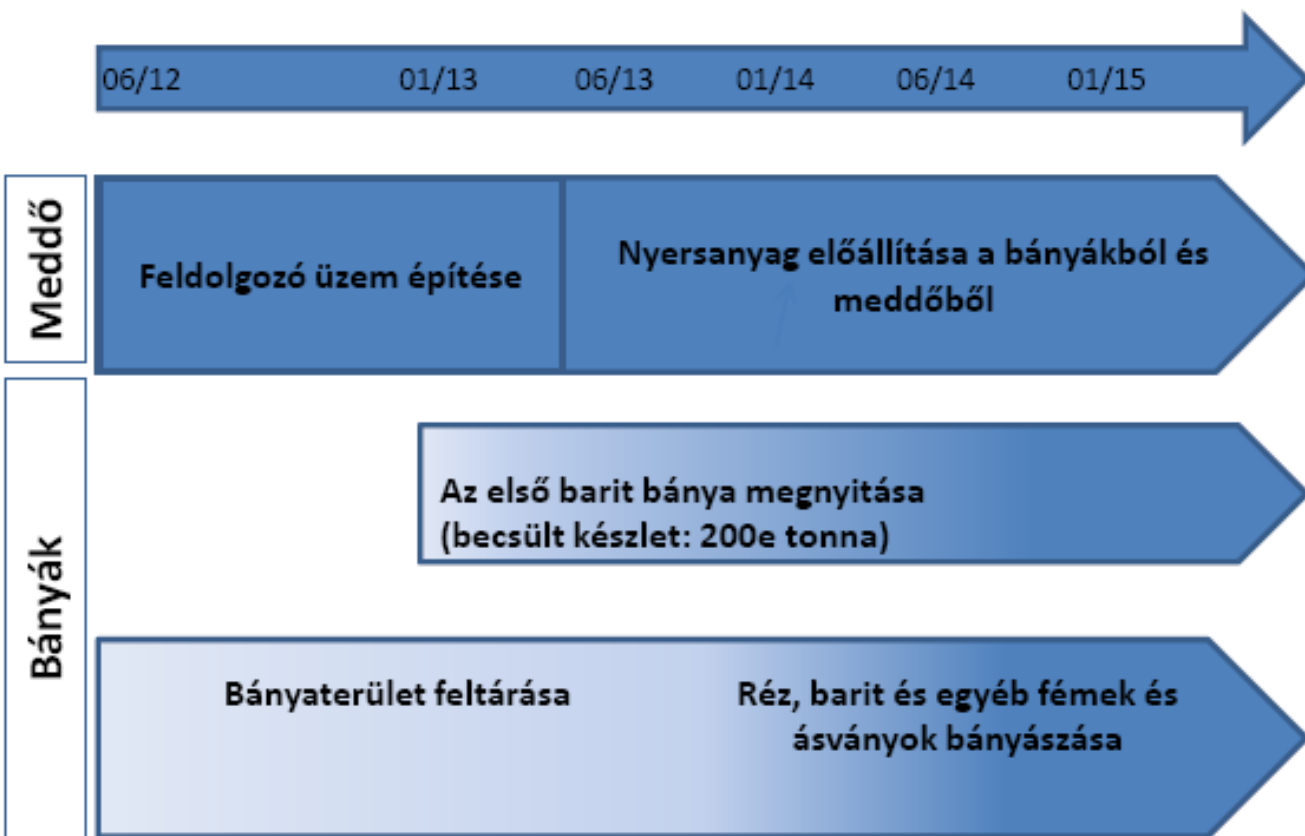 06/12 01/13 06/13 01/14 06/14 01/15
Meddő
Feldolgozó üzem építése
Nyersanyag előállítása a bányákból és
meddőből
Bányák
Az első barit bánya megnyitása
(becsült készlet: 200e tonna)
Bányaterület feltárása
Réz, barit és egyéb fémek és
ásványok bányászása